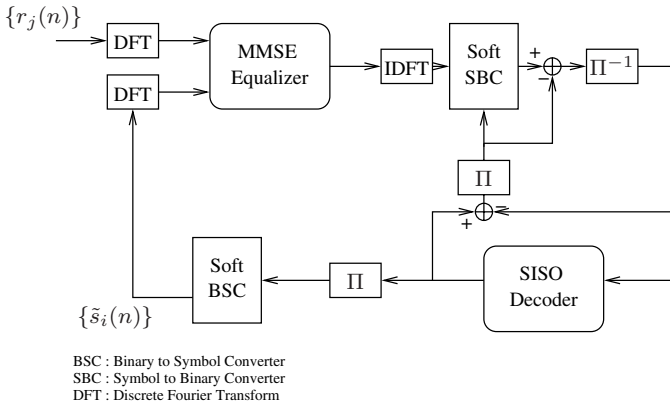 {r_j(n)}
DFT
MMSE
Equalizer
IDFT
Soft
SBC
+
−
Π^{-1}
DFT
Π
+
−
Soft
BSC
Π
SISO
Decoder
{s̃_i(n)}
BSC : Binary to Symbol Converter
SBC : Symbol to Binary Converter
DFT : Discrete Fourier Transform